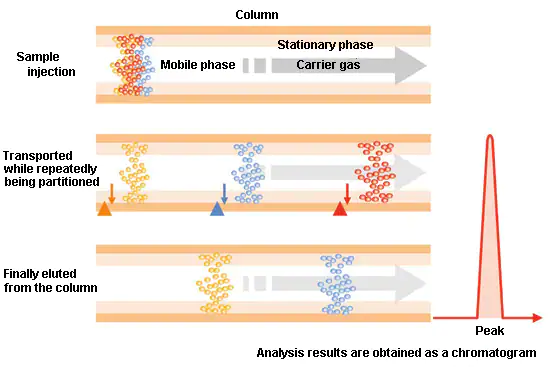 Column
Stationary phase
Sample
injection
Mobile phase
Carrier gas
Transported
while repeatedly
being partitioned
Finally eluted
from the column
Peak
Analysis results are obtained as a chromatogram